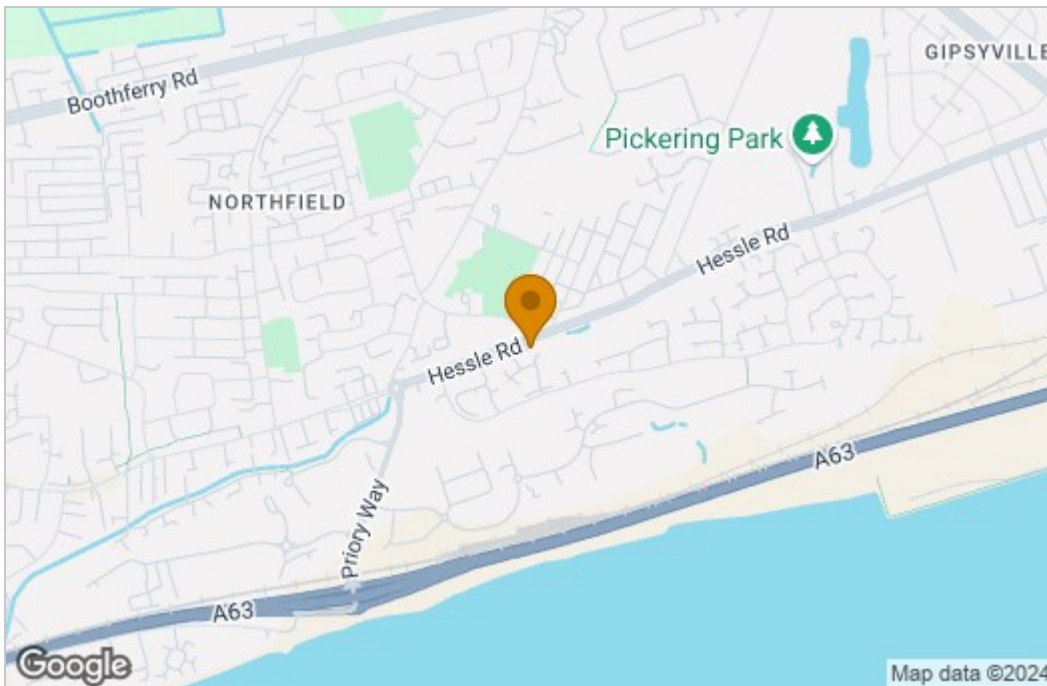 Boothferry Rd
GIPSYVILLE
Pickering Park
NORTHFIELD
Hessle Rd
Hessle Rd
A63
Priory Way
A63
Google
Map data ©2024